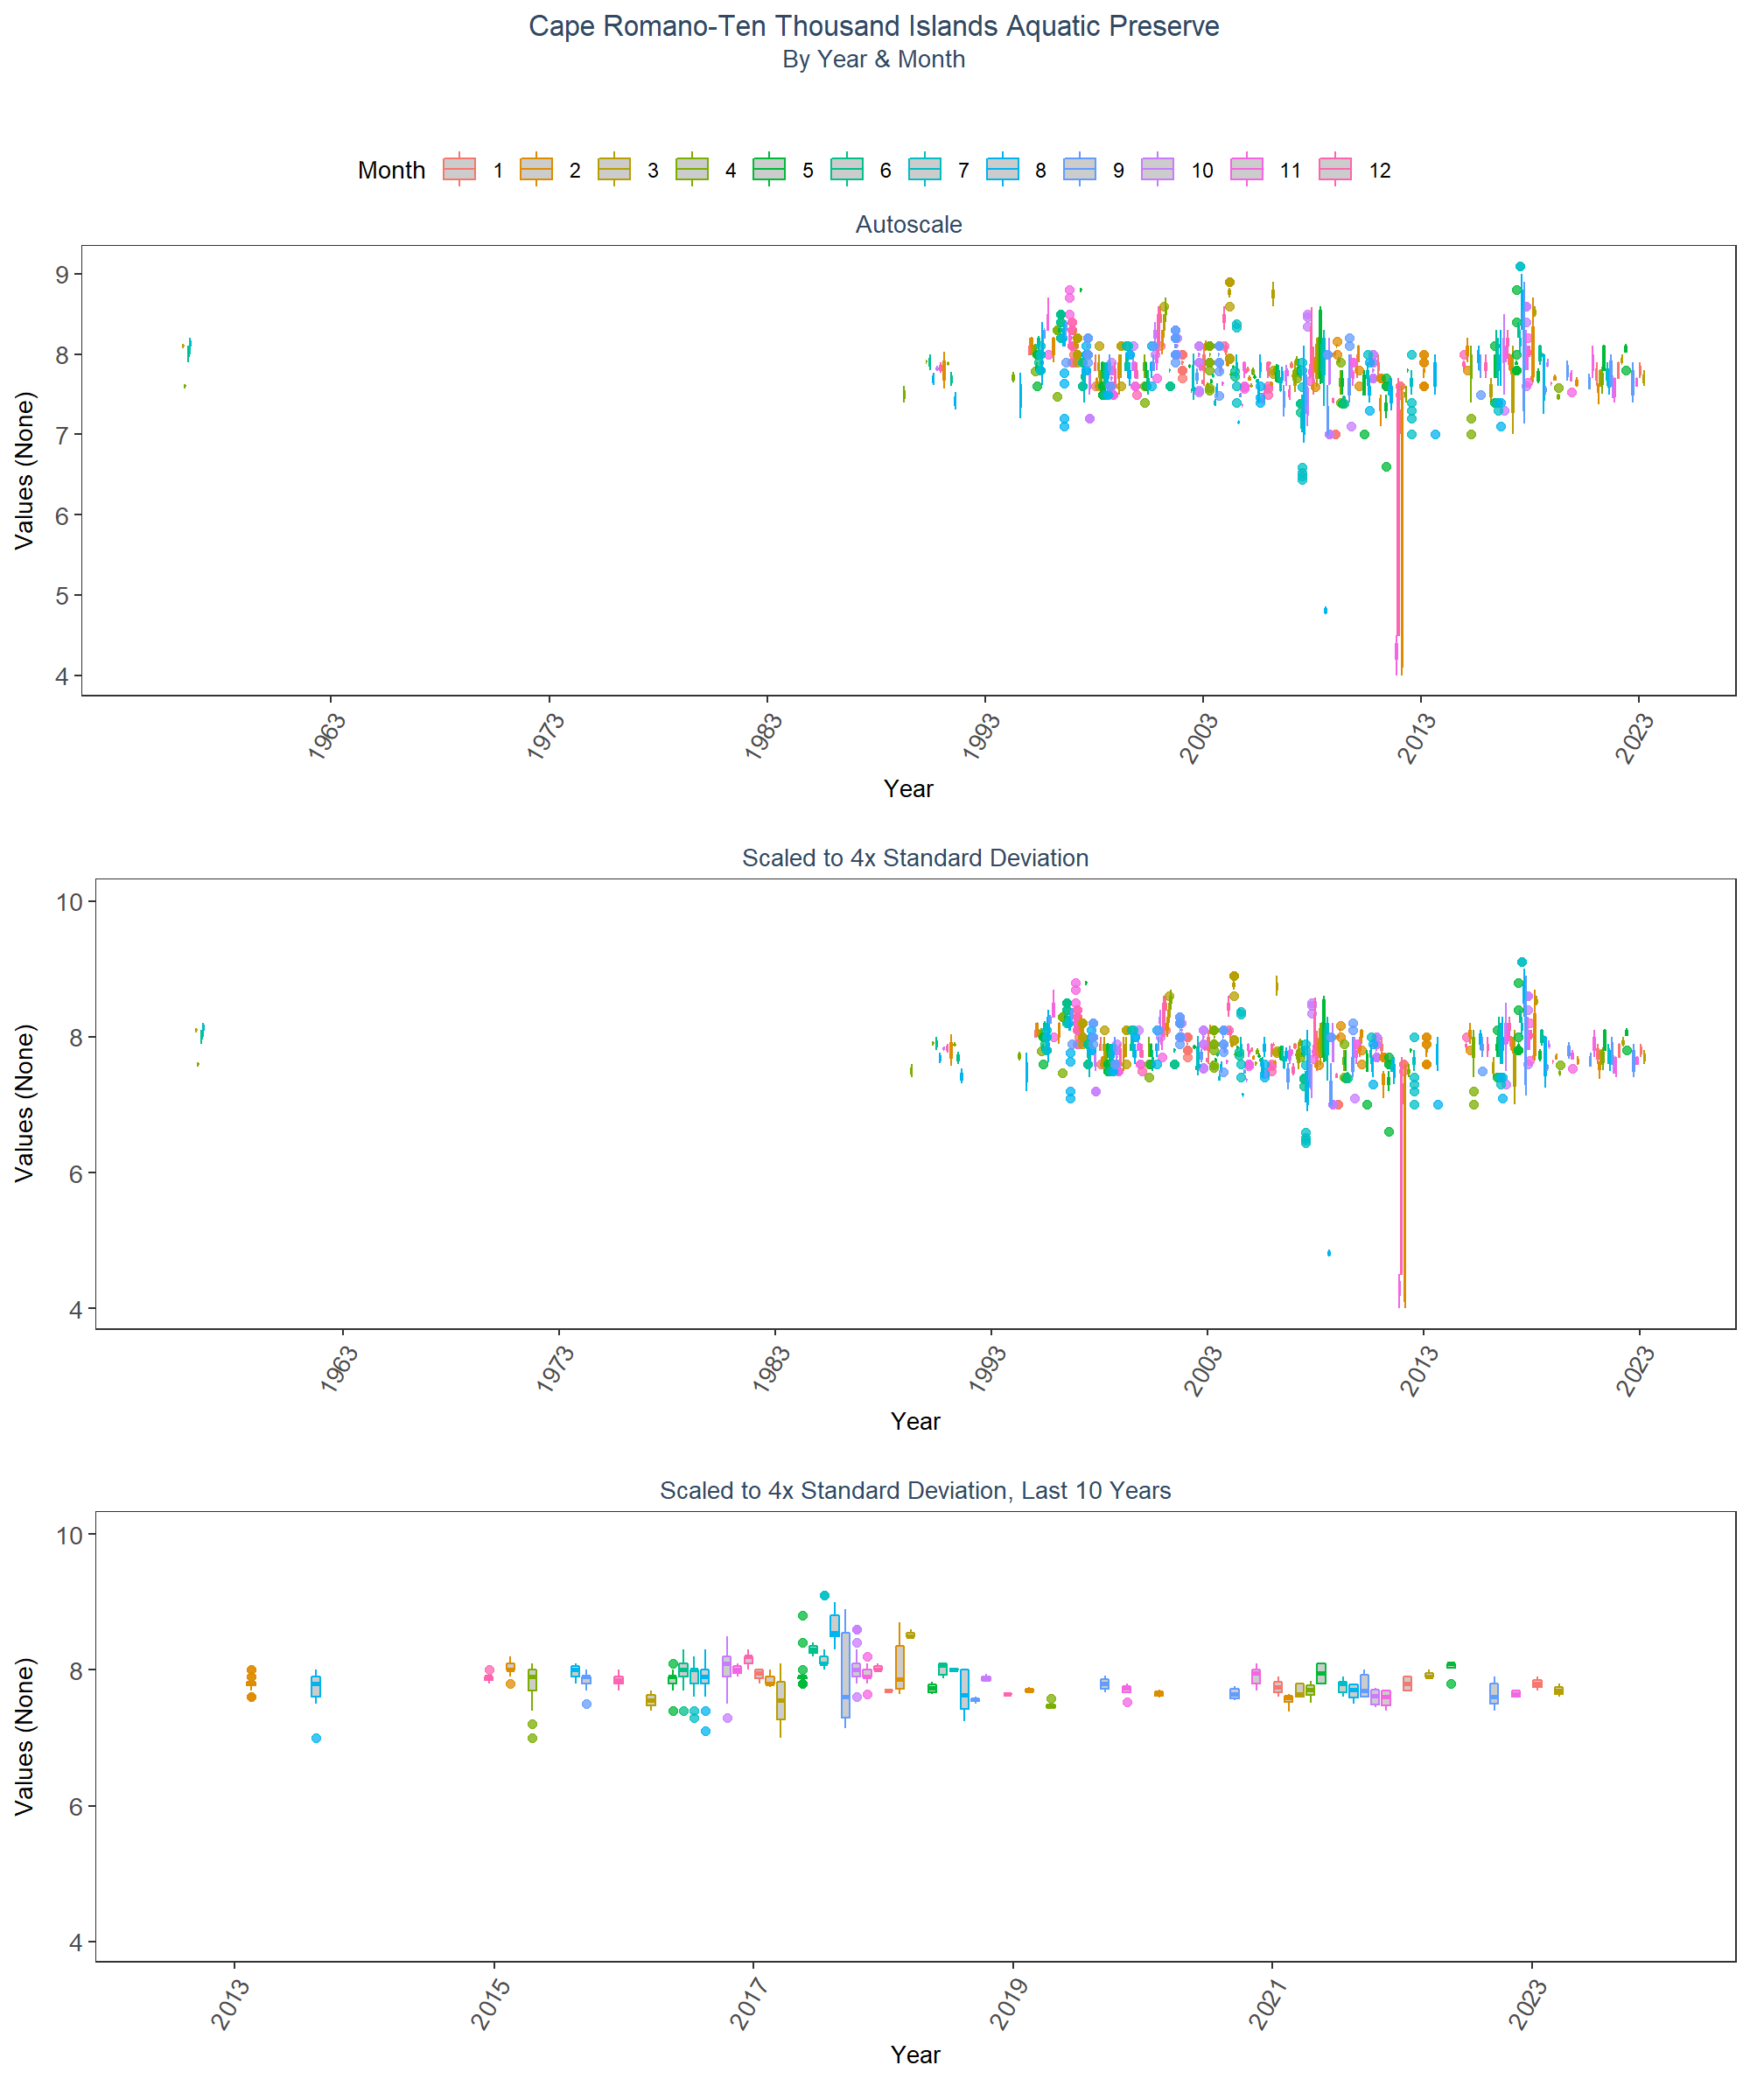 Cape Romano-Ten Thousand Islands Aquatic Preserve
By Year & Month
Month 1 2 3 4 5 6 7 8 9 10 11 12
Autoscale
Values (None)
9
8
7
6
5
4
1963 1973 1983 1993 2003 2013 2023
Year
Scaled to 4x Standard Deviation
Values (None)
10
8
6
4
1963 1973 1983 1993 2003 2013 2023
Year
Scaled to 4x Standard Deviation, Last 10 Years
Values (None)
10
8
6
4
2013 2015 2017 2019 2021 2023
Year